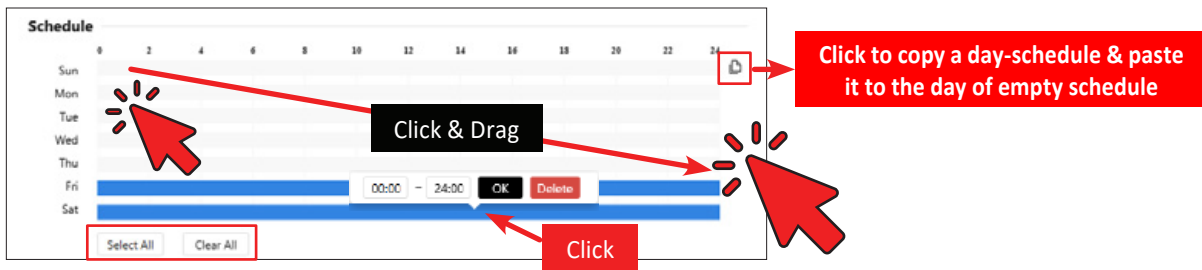 Schedule
0 2 4 6 8 10 12 14 16 18 20 22 24
Sun
Click to copy a day-schedule & paste
it to the day of empty schedule
Mon
Tue
Click & Drag
Wed
Thu
Fri
00:00 – 24:00 OK Delete
Sat
Select All Clear All
Click